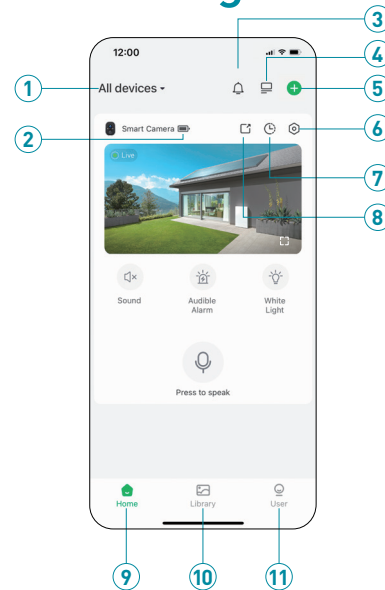 3
12:00
4
1
All devices
5
2
Smart Camera
6
Live
7
8
Sound
Audible
Alarm
White
Light
Press to speak
Home
Library
User
9
10
11